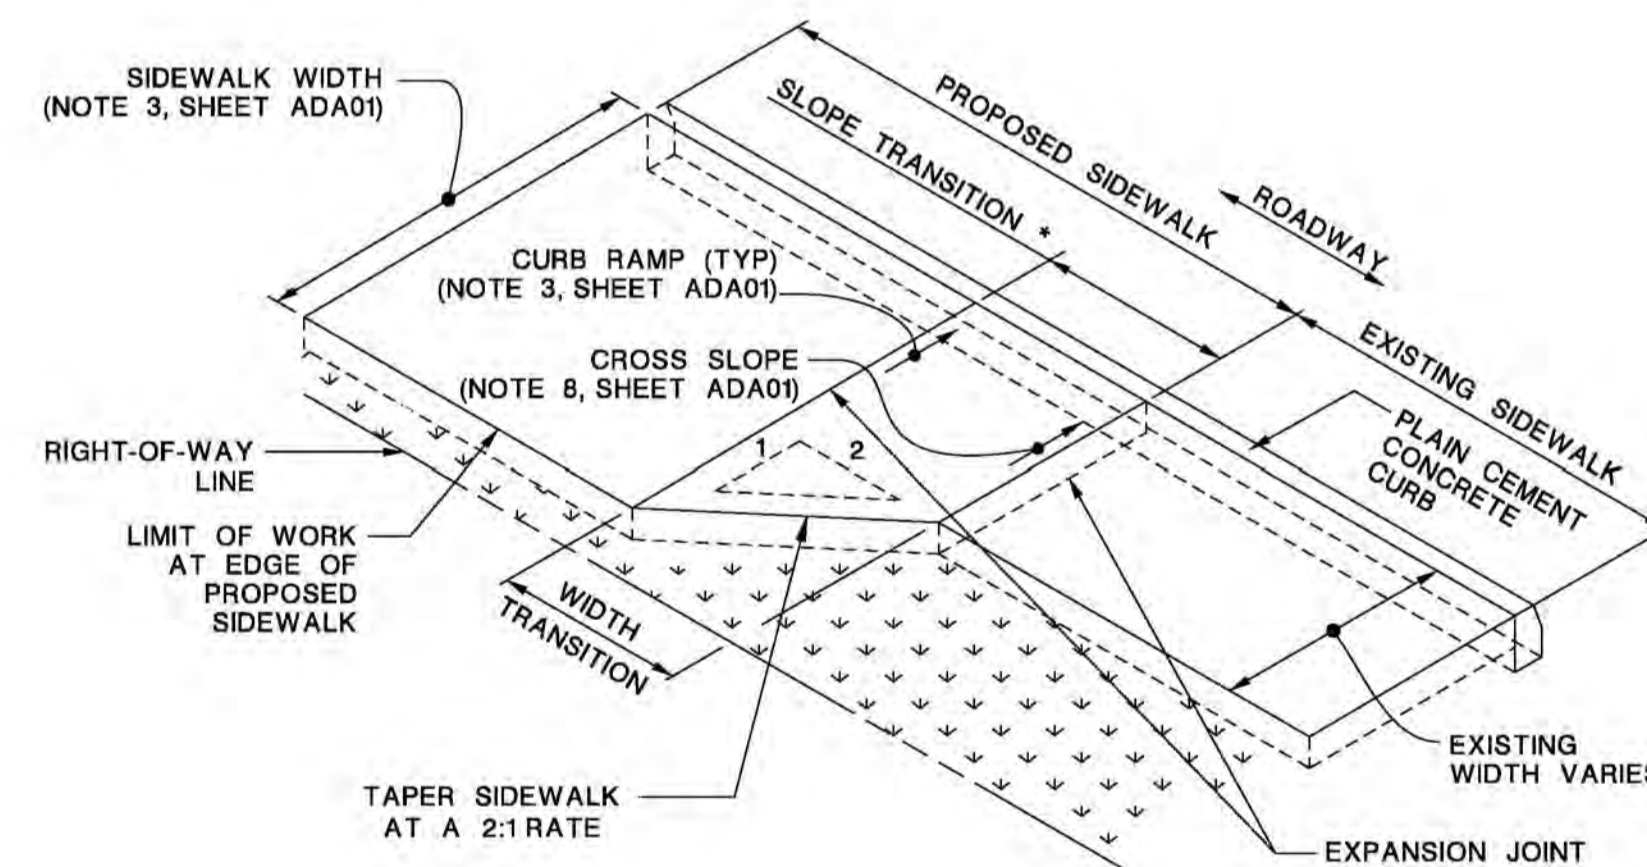 SIDEWALK WIDTH
(NOTE 3, SHEET ADA01)
PROPOSED SIDEWALK
SLOPE TRANSITION *
ROADWAY
CURB RAMP (TYP)
(NOTE 3, SHEET ADA01)
CROSS SLOPE
(NOTE 8, SHEET ADA01)
EXISTING SIDEWALK
PLAIN CEMENT
CONCRETE
CURB
1 2
RIGHT-OF-WAY
LINE
LIMIT OF WORK
AT EDGE OF
PROPOSED
SIDEWALK
WIDTH
TRANSITION
TAPER SIDEWALK
AT A 2:1 RATE
EXISTING
WIDTH VARIES
EXPANSION JOINT